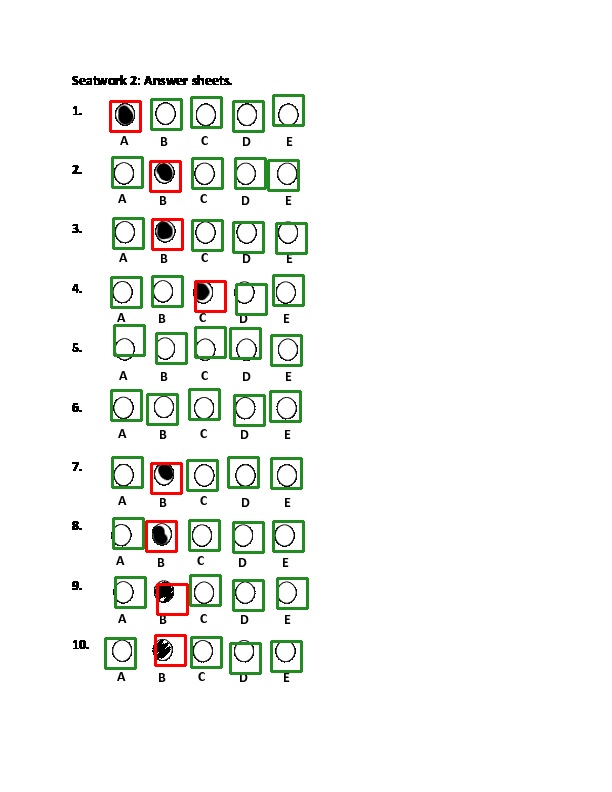 Seatwork 2: Answer sheets.
1.
A B C D E
2.
A B C D E
3.
A B C D E
4.
A B C D E
5.
A B C D E
6.
A B C D E
7.
A B C D E
8.
A B C D E
9.
A B C D E
10.
A B C D E